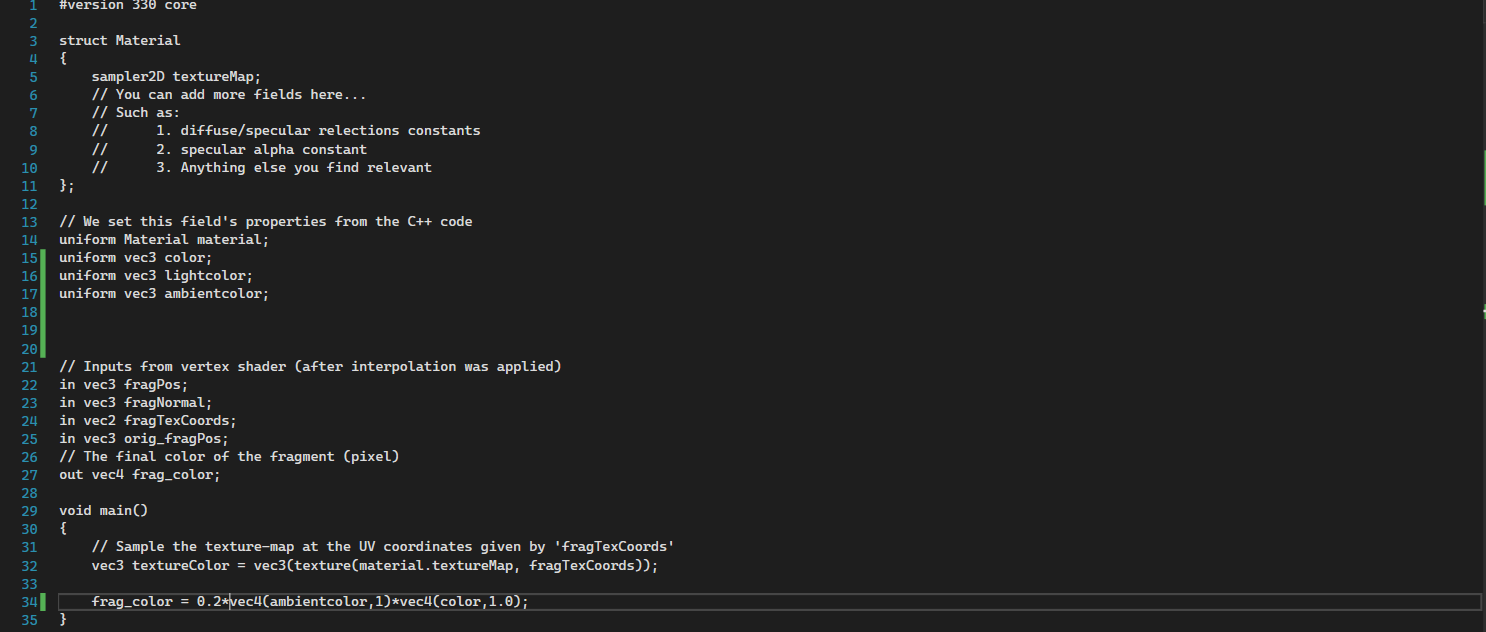 1 #version 330 core
2
3 struct Material
4 {
5 sampler2D textureMap;
6 // You can add more fields here...
7 // Such as:
8 // 1. diffuse/specular relections constants
9 // 2. specular alpha constant
10 // 3. Anything else you find relevant
11 };
12
13 // We set this field's properties from the C++ code
14 uniform Material material;
15 uniform vec3 color;
16 uniform vec3 lightcolor;
17 uniform vec3 ambientcolor;
18
19
20
21 // Inputs from vertex shader (after interpolation was applied)
22 in vec3 fragPos;
23 in vec3 fragNormal;
24 in vec2 fragTexCoords;
25 in vec3 orig_fragPos;
26 // The final color of the fragment (pixel)
27 out vec4 frag_color;
28
29 void main()
30 {
31 // Sample the texture-map at the UV coordinates given by 'fragTexCoords'
32 vec3 textureColor = vec3(texture(material.textureMap, fragTexCoords));
33
34 frag_color = 0.2*vec4(ambientcolor,1)*vec4(color,1.0);
35 }